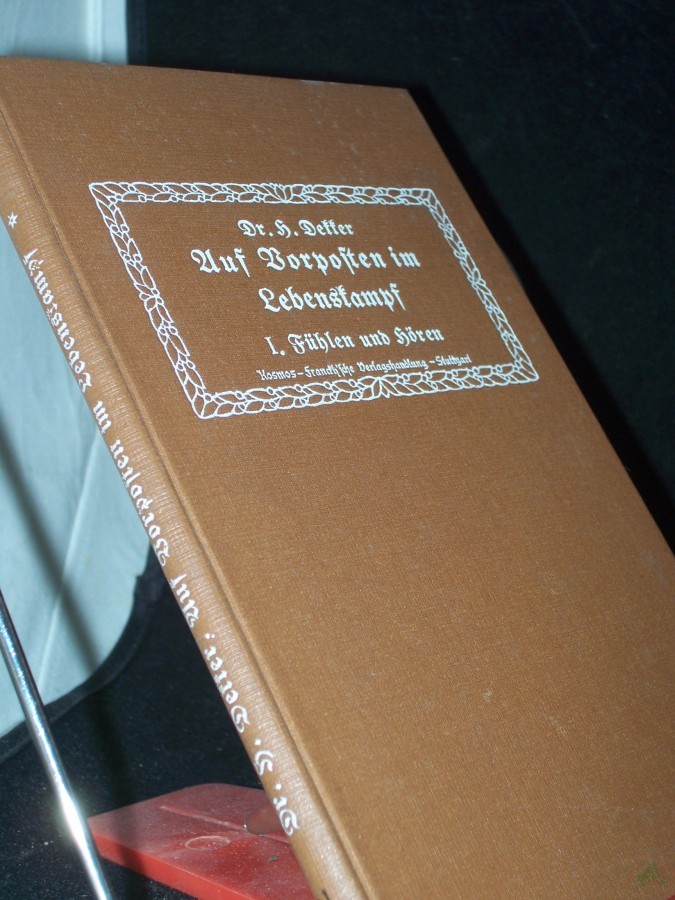 Dr. H. Dekker
Auf Vorposten im
Lebenskampf
I. Fühlen und Hören
Kosmos-Franckh'sche Verlagshandlung - Stuttgart
Dr. H. Dekker, Auf Vorposten im Lebenskampf *